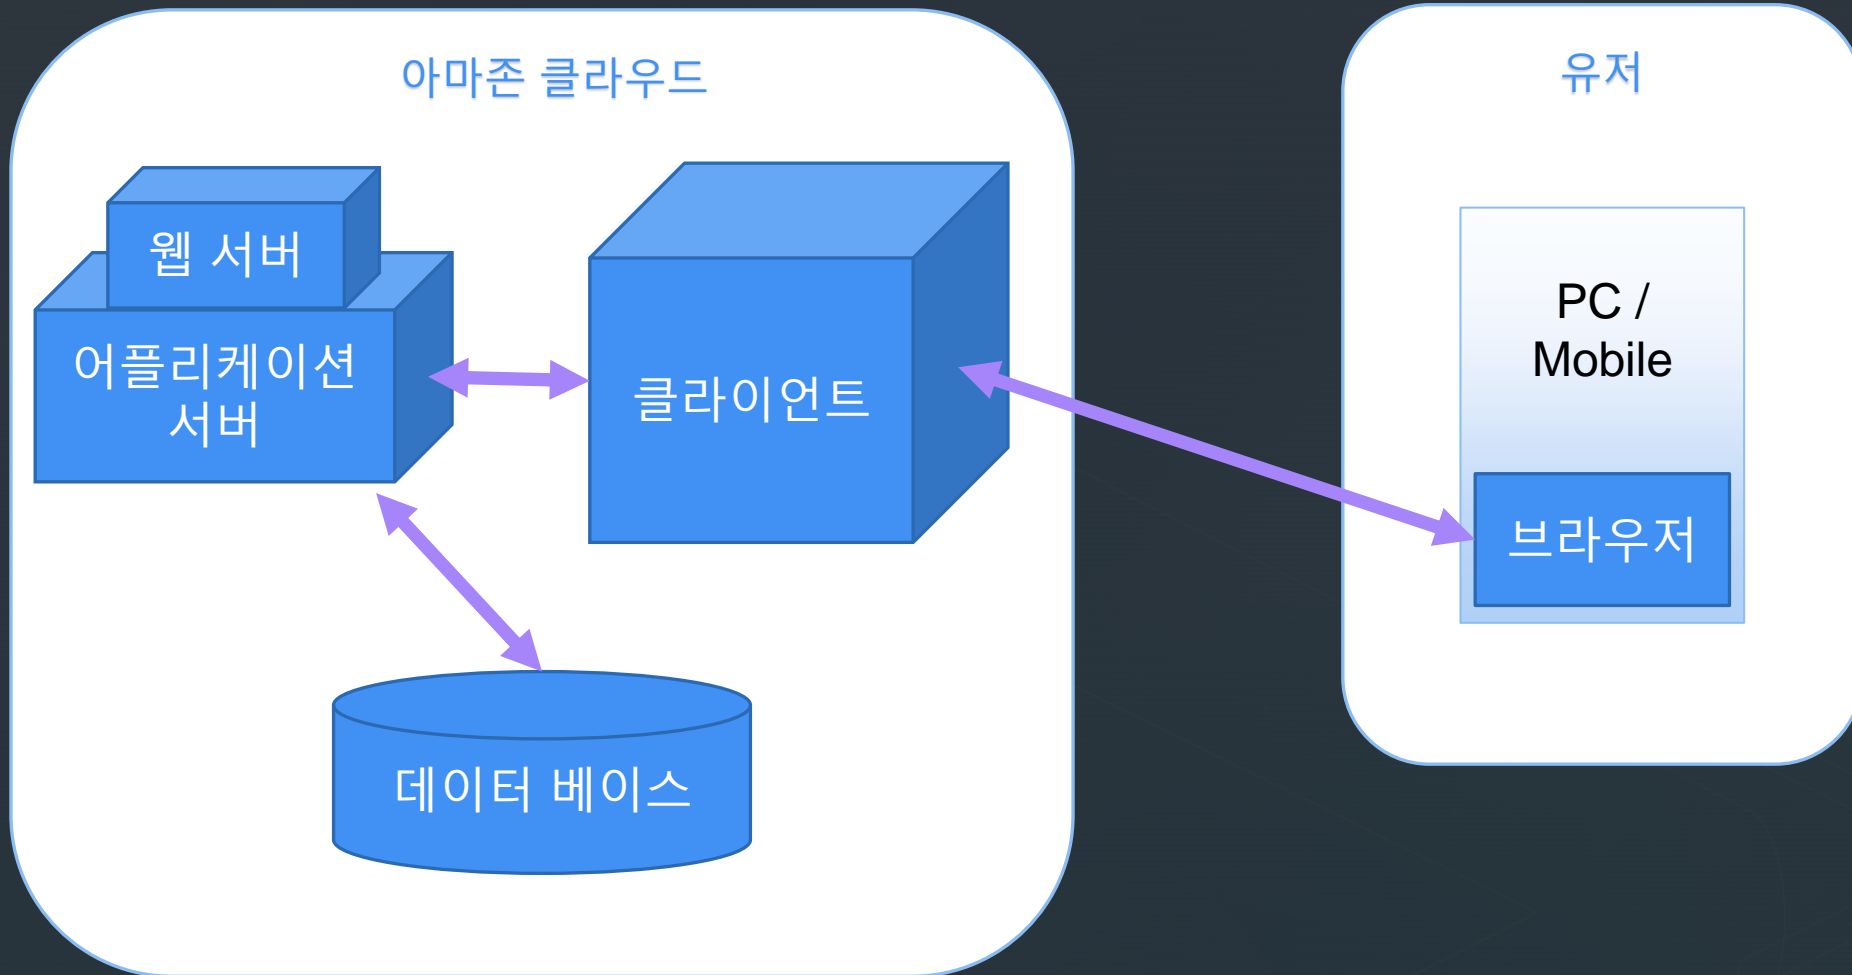 아마존 클라우드
웹 서버
어플리케이션
서버
클라이언트
데이터 베이스
유저
PC /
Mobile
브라우저